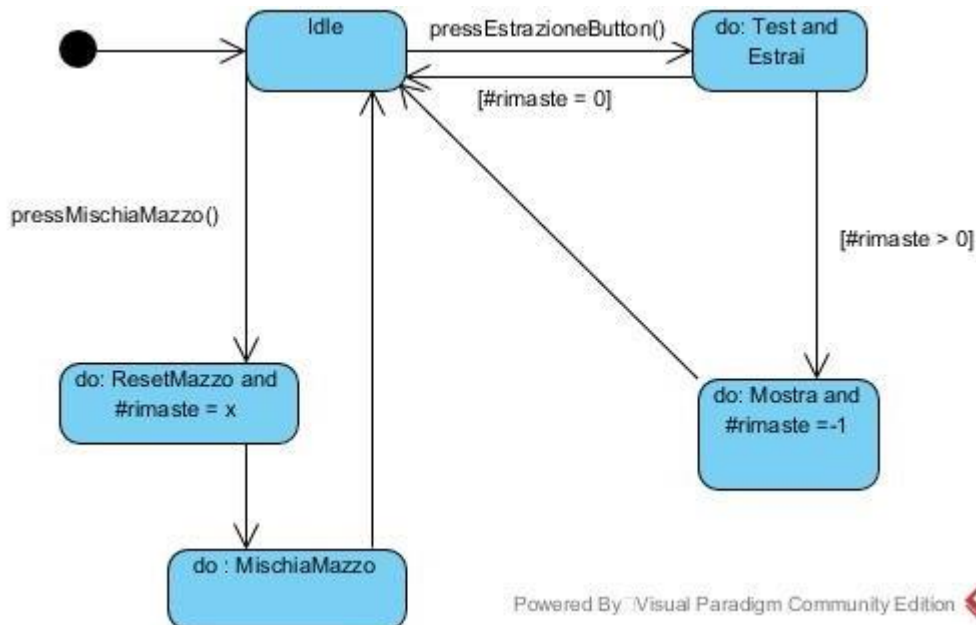 Idle
pressEstrazioneButton()
do: Test and
Estrai
[#rimaste = 0]
pressMischiaMazzo()
[#rimaste > 0]
do: ResetMazzo and
#rimaste = x
do: Mostra and
#rimaste =-1
do : MischiaMazzo
Powered By Visual Paradigm Community Edition